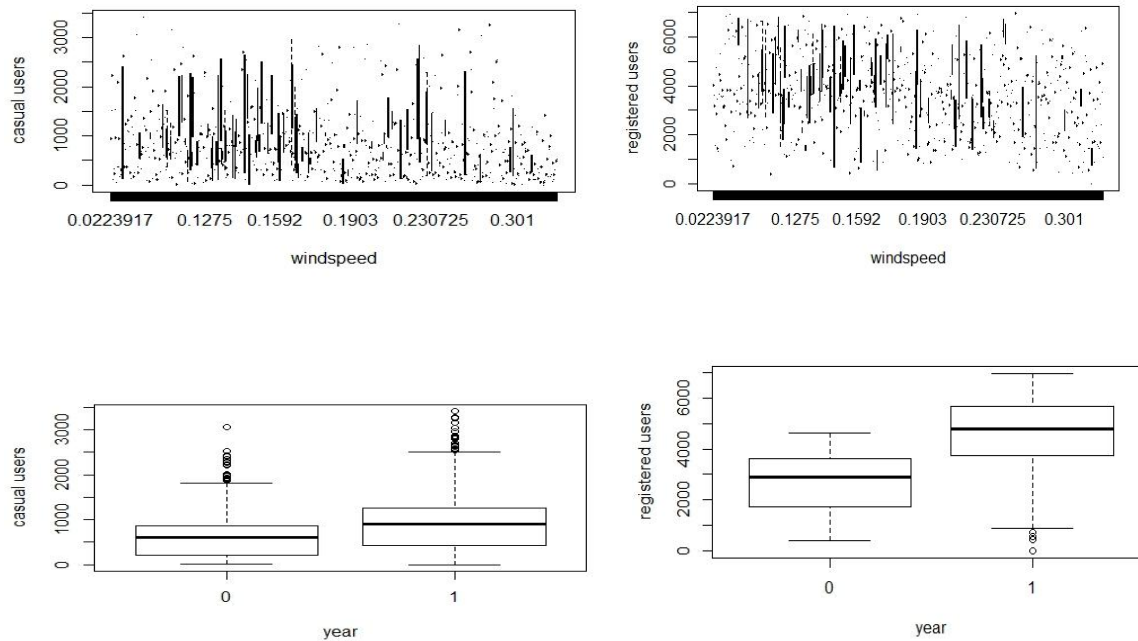 casual users
0 1000 2000 3000
0.0223917 0.1275 0.1592 0.1903 0.230725 0.301
windspeed
registered users
0 2000 4000 6000
0.0223917 0.1275 0.1592 0.1903 0.230725 0.301
windspeed
casual users
0 1000 2000 3000
0 1
year
registered users
0 2000 4000 6000
0 1
year